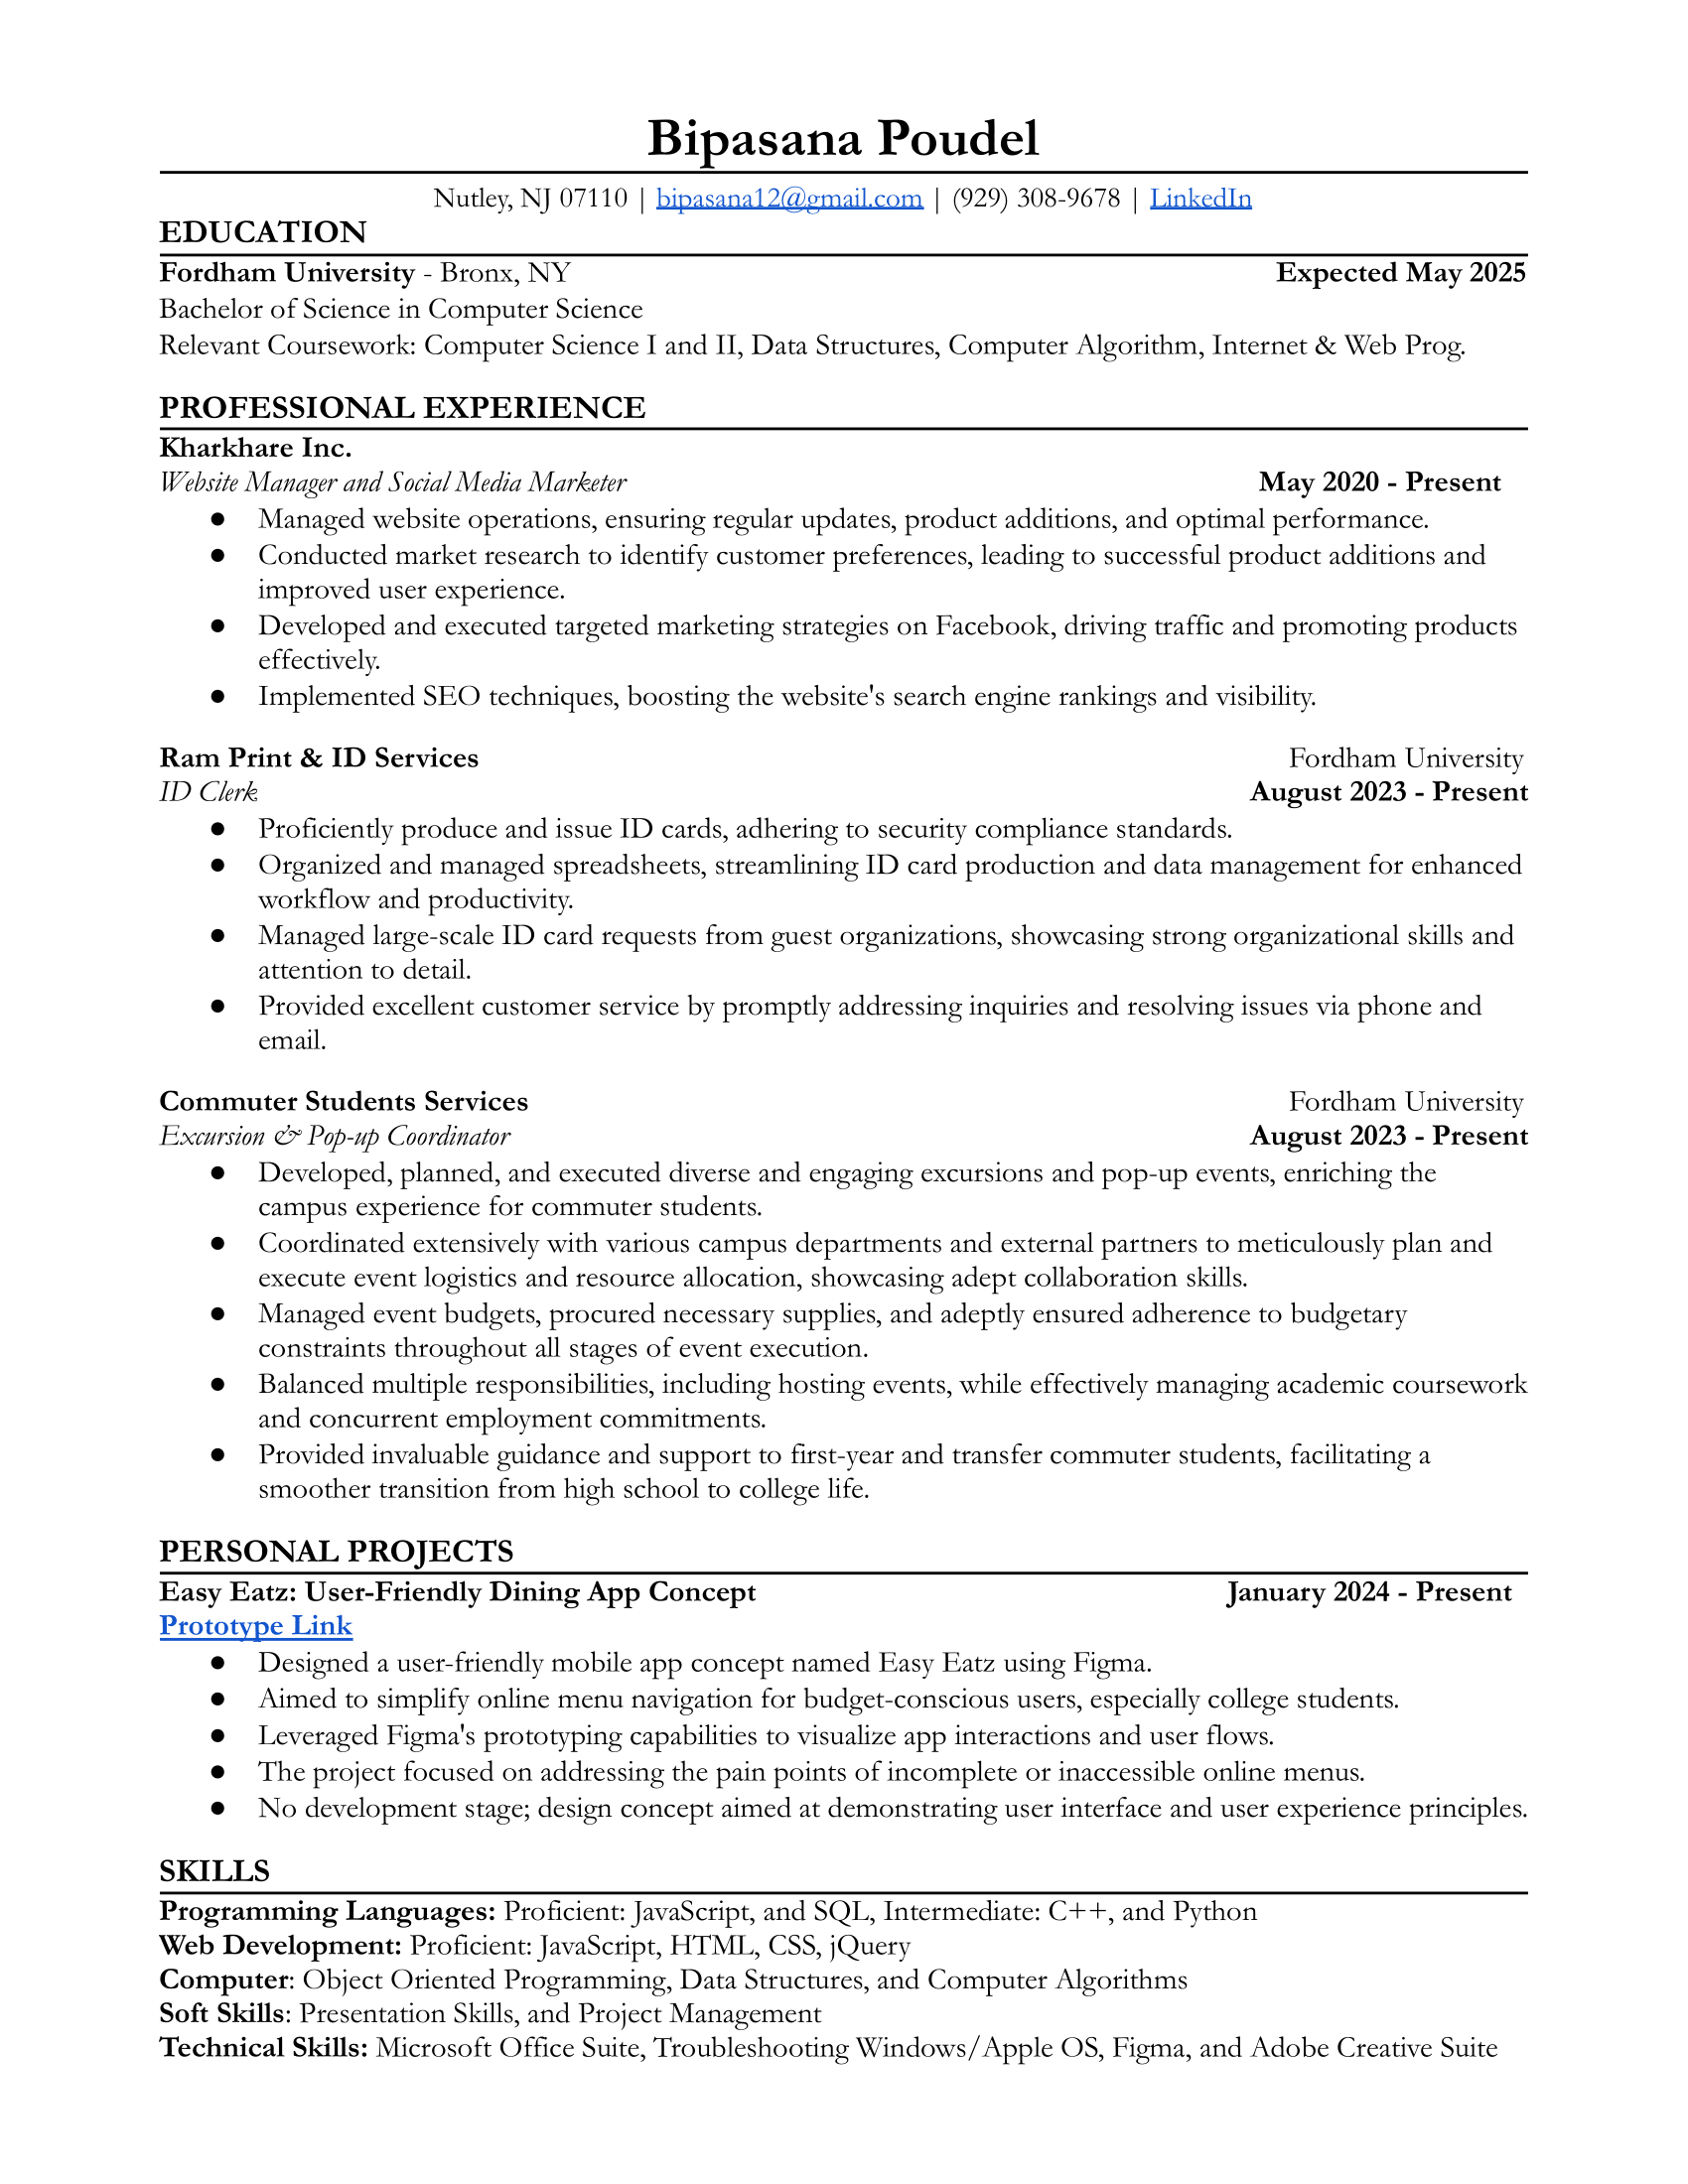 Bipasana Poudel
Nutley, NJ 07110 | bipasana12@gmail.com | (929) 308-9678 | LinkedIn
EDUCATION
Fordham University - Bronx, NY Expected May 2025
Bachelor of Science in Computer Science
Relevant Coursework: Computer Science I and II, Data Structures, Computer Algorithm, Internet & Web Prog.
PROFESSIONAL EXPERIENCE
Kharkhare Inc.
Website Manager and Social Media Marketer May 2020 - Present
● Managed website operations, ensuring regular updates, product additions, and optimal performance.
● Conducted market research to identify customer preferences, leading to successful product additions and
improved user experience.
● Developed and executed targeted marketing strategies on Facebook, driving traffic and promoting products
effectively.
● Implemented SEO techniques, boosting the website's search engine rankings and visibility.
Ram Print & ID Services Fordham University
ID Clerk August 2023 - Present
● Proficiently produce and issue ID cards, adhering to security compliance standards.
● Organized and managed spreadsheets, streamlining ID card production and data management for enhanced
workflow and productivity.
● Managed large-scale ID card requests from guest organizations, showcasing strong organizational skills and
attention to detail.
● Provided excellent customer service by promptly addressing inquiries and resolving issues via phone and
email.
Commuter Students Services Fordham University
Excursion & Pop-up Coordinator August 2023 - Present
● Developed, planned, and executed diverse and engaging excursions and pop-up events, enriching the
campus experience for commuter students.
● Coordinated extensively with various campus departments and external partners to meticulously plan and
execute event logistics and resource allocation, showcasing adept collaboration skills.
● Managed event budgets, procured necessary supplies, and adeptly ensured adherence to budgetary
constraints throughout all stages of event execution.
● Balanced multiple responsibilities, including hosting events, while effectively managing academic coursework
and concurrent employment commitments.
● Provided invaluable guidance and support to first-year and transfer commuter students, facilitating a
smoother transition from high school to college life.
PERSONAL PROJECTS
Easy Eatz: User-Friendly Dining App Concept January 2024 - Present
Prototype Link
● Designed a user-friendly mobile app concept named Easy Eatz using Figma.
● Aimed to simplify online menu navigation for budget-conscious users, especially college students.
● Leveraged Figma's prototyping capabilities to visualize app interactions and user flows.
● The project focused on addressing the pain points of incomplete or inaccessible online menus.
● No development stage; design concept aimed at demonstrating user interface and user experience principles.
SKILLS
Programming Languages: Proficient: JavaScript, and SQL, Intermediate: C++, and Python
Web Development: Proficient: JavaScript, HTML, CSS, jQuery
Computer: Object Oriented Programming, Data Structures, and Computer Algorithms
Soft Skills: Presentation Skills, and Project Management
Technical Skills: Microsoft Office Suite, Troubleshooting Windows/Apple OS, Figma, and Adobe Creative Suite